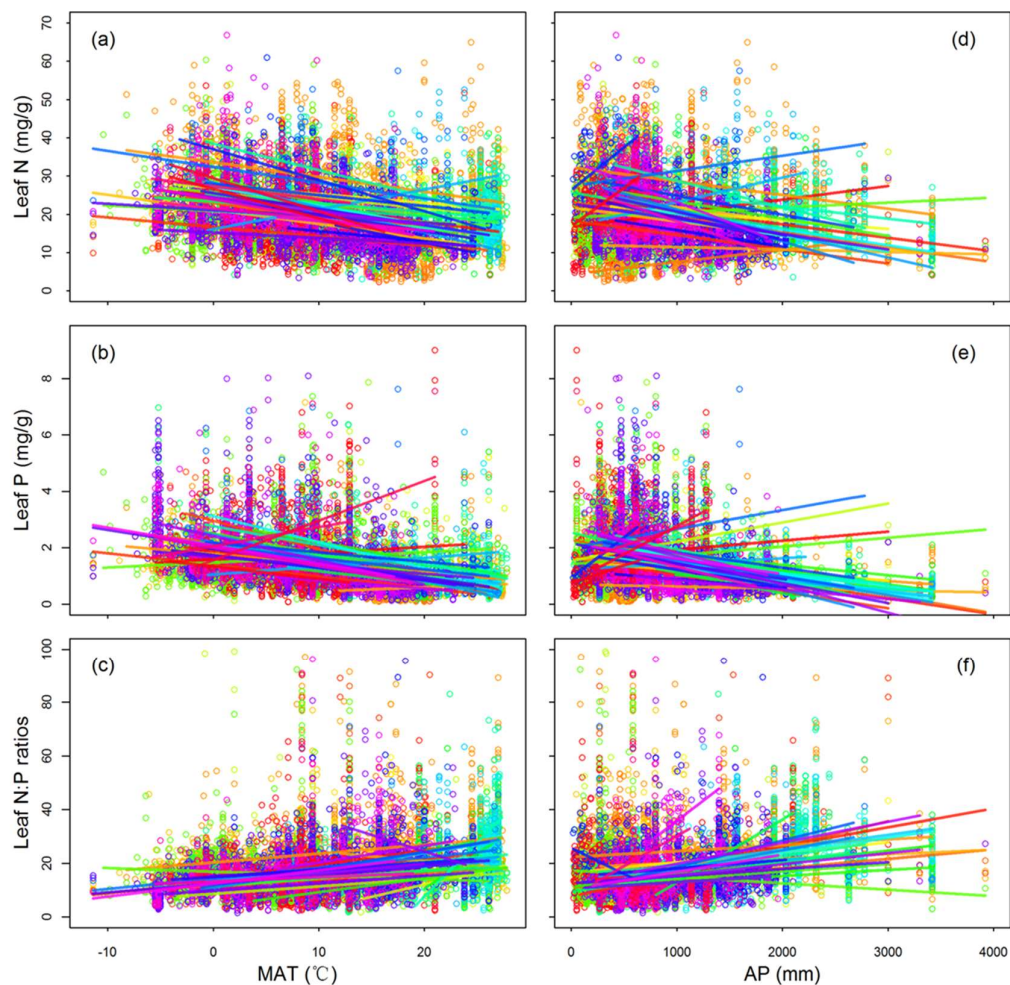 (a)
(d)
Leaf N (mg/g)
70
60
50
40
30
20
10
0
(b)
(e)
Leaf P (mg/g)
8
6
4
2
0
(c)
(f)
Leaf N:P ratios
100
80
60
40
20
0
-10 0 10 20
0 1000 2000 3000 4000
MAT (℃)
AP (mm)